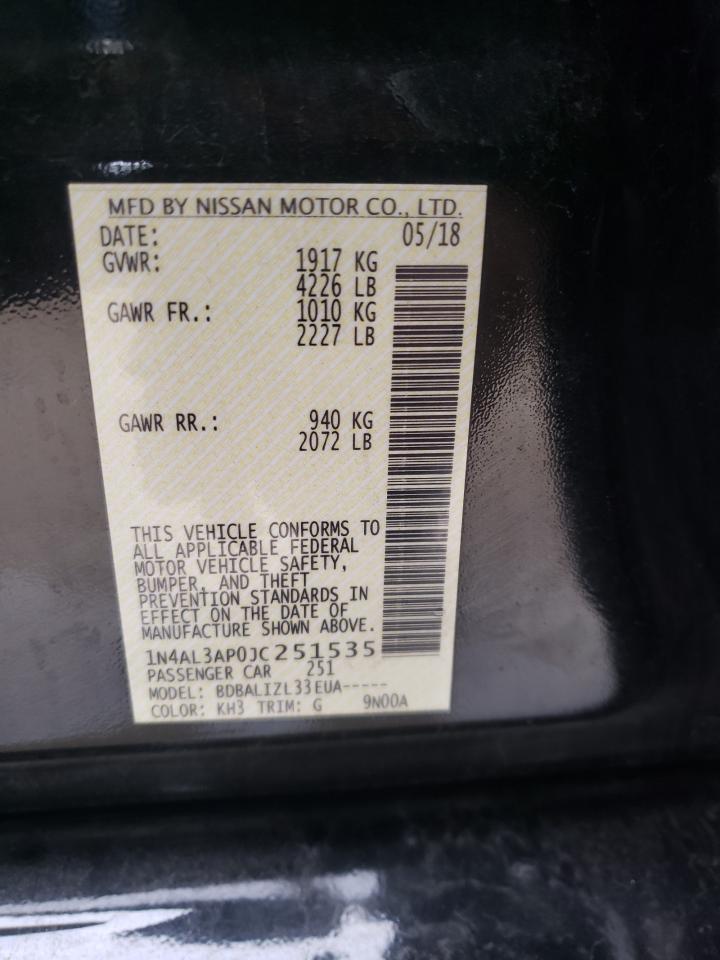 MFD BY NISSAN MOTOR CO., LTD.
DATE: 05/18
GVWR: 1917 KG
4226 LB
GAWR FR.: 1010 KG
2227 LB
GAWR RR.: 940 KG
2072 LB
THIS VEHICLE CONFORMS TO
ALL APPLICABLE FEDERAL
MOTOR VEHICLE SAFETY,
BUMPER, AND THEFT
PREVENTION STANDARDS IN
EFFECT ON THE DATE OF
MANUFACTURE SHOWN ABOVE.
1N4AL3AP0JC251535
PASSENGER CAR 251
MODEL: BDBALIZL33EUA-----
COLOR: KH3 TRIM: G 9N00A